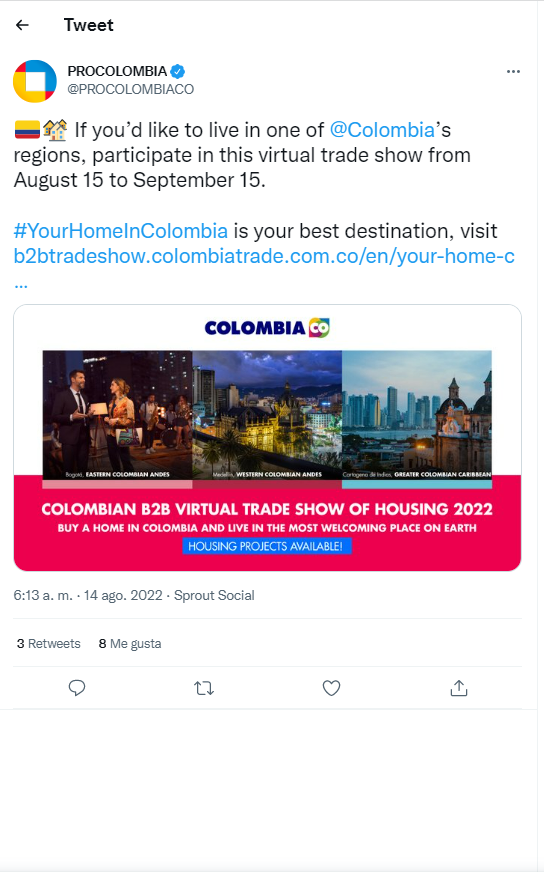 Tweet
PROCOLOMBIA
@PROCOLOMBIACO
🇨🇴🏘️ If you’d like to live in one of @Colombia’s
regions, participate in this virtual trade show from
August 15 to September 15.
#YourHomeInColombia is your best destination, visit
b2btradeshow.colombiatrade.com.co/en/your-home-c
…
COLOMBIA CO
Bogotá, EASTERN COLOMBIAN ANDES
Medellín, WESTERN COLOMBIAN ANDES
Cartagena de Indias, GREATER COLOMBIAN CARIBBEAN
COLOMBIAN B2B VIRTUAL TRADE SHOW OF HOUSING 2022
BUY A HOME IN COLOMBIA AND LIVE IN THE MOST WELCOMING PLACE ON EARTH
HOUSING PROJECTS AVAILABLE!
6:13 a. m. · 14 ago. 2022 · Sprout Social
3 Retweets 8 Me gusta